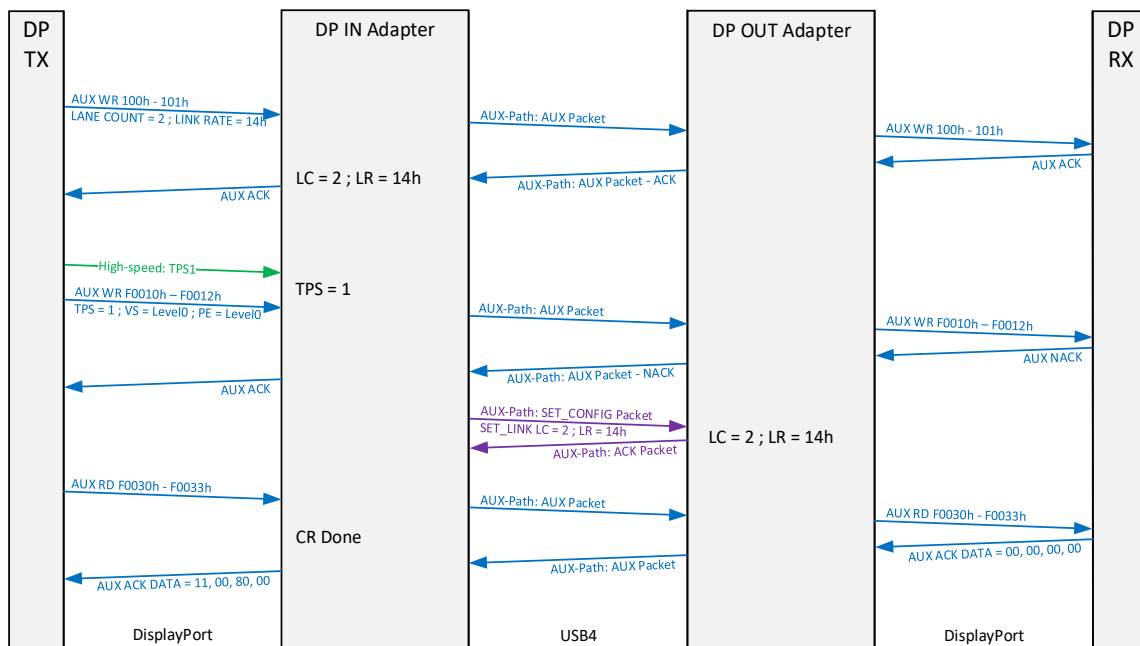 DP
TX
DP IN Adapter
DP OUT Adapter
DP
RX
AUX WR 100h - 101h
LANE COUNT = 2 ; LINK RATE = 14h
AUX-Path: AUX Packet
AUX WR 100h - 101h
AUX ACK
AUX-Path: AUX Packet - ACK
LC = 2 ; LR = 14h
AUX ACK
High-speed: TPS1
TPS = 1
AUX WR F0010h – F0012h
TPS = 1 ; VS = Level0 ; PE = Level0
AUX-Path: AUX Packet
AUX WR F0010h – F0012h
AUX NACK
AUX-Path: AUX Packet - NACK
AUX ACK
AUX-Path: SET_CONFIG Packet
SET_LINK LC = 2 ; LR = 14h
LC = 2 ; LR = 14h
AUX-Path: ACK Packet
AUX RD F0030h - F0033h
AUX-Path: AUX Packet
AUX RD F0030h - F0033h
CR Done
AUX ACK DATA = 00, 00, 00, 00
AUX-Path: AUX Packet
AUX ACK DATA = 11, 00, 80, 00
DisplayPort
USB4
DisplayPort